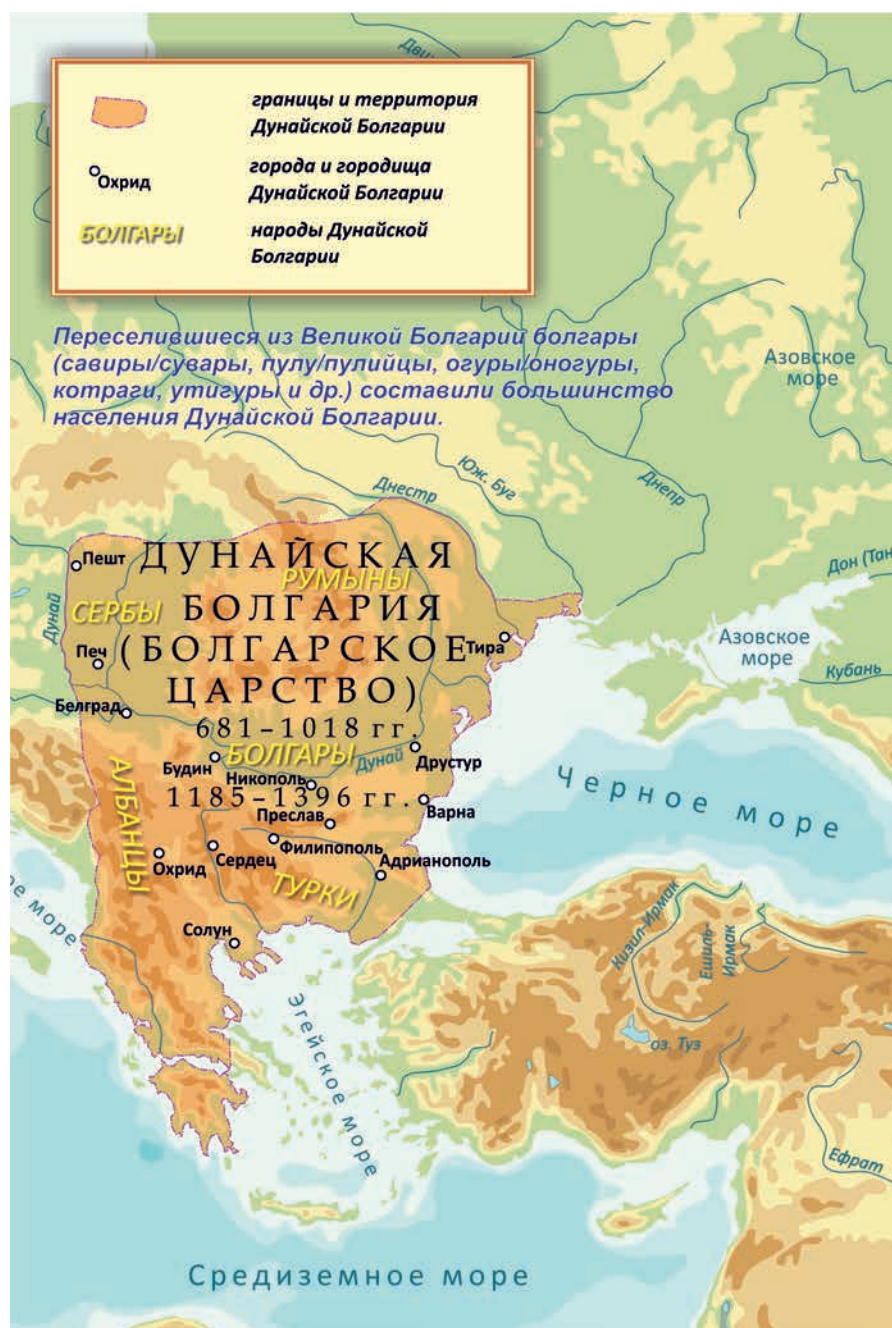 Дви
границы и территория
Дунайской Болгарии
Охрид
города и городища
Дунайской Болгарии
БОЛГАРЫ
народы Дунайской
Болгарии
Переселившиеся из Великой Болгарии болгары
(савиры/сувары, пулу/пулийцы, огуры/оногуры,
котраги, утигуры и др.) составили большинство
населения Дунайской Болгарии.
Азовское
море
Юж. Буг
Днестр
Днепр
Дон (Тан
Пешт
ДУНАЙСКАЯ
РУМЫНЫ
СЕРБЫ
БОЛГАРИЯ
Дунай
Печ
(БОЛГАРСКОЕ
Тира
Азовское
море
Кубань
ЦАРСТВО)
Белград
681–1018 гг.
БОЛГАРЫ
Дунай
Будин
Друстур
Никополь
1185–1396 гг.
Варна
Черное море
АЛБАНЦЫ
Преслав
Филипополь
Сердец
Охрид
Адрианополь
ТУРКИ
ое море
Солун
Кизил-Ирмак
Ешиль-
Ирмак
оз. Туз
Эгейское море
Ефрат
Средиземное море